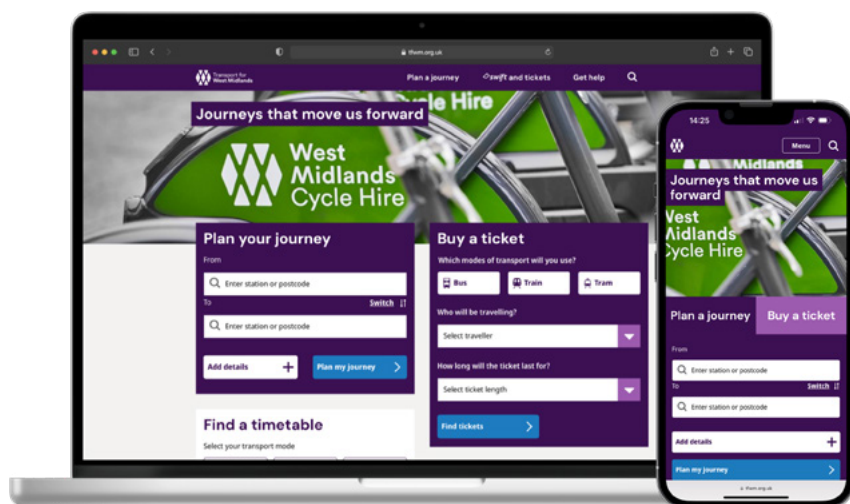 tfwm.org.uk
Transport for
West Midlands
Plan a journey
swift and tickets
Get help
Journeys that move us forward
cle Hire
West
Midlands
Cycle Hire
Plan your journey
From
Enter station or postcode
To
Switch
Enter station or postcode
Add details
Plan my journey
Find a timetable
Select your transport mode
Buy a ticket
Which modes of transport will you use?
Bus
Train
Tram
Who will be travelling?
Select traveller
How long will the ticket last for?
Select ticket length
Find tickets
14:25
Menu
Midlands
Journeys that move us
forward
West
Midlands
Cycle Hire
Plan a journey
Buy a ticket
From
Enter station or postcode
To
Switch
Enter station or postcode
Add details
Plan my journey
tfwm.org.uk